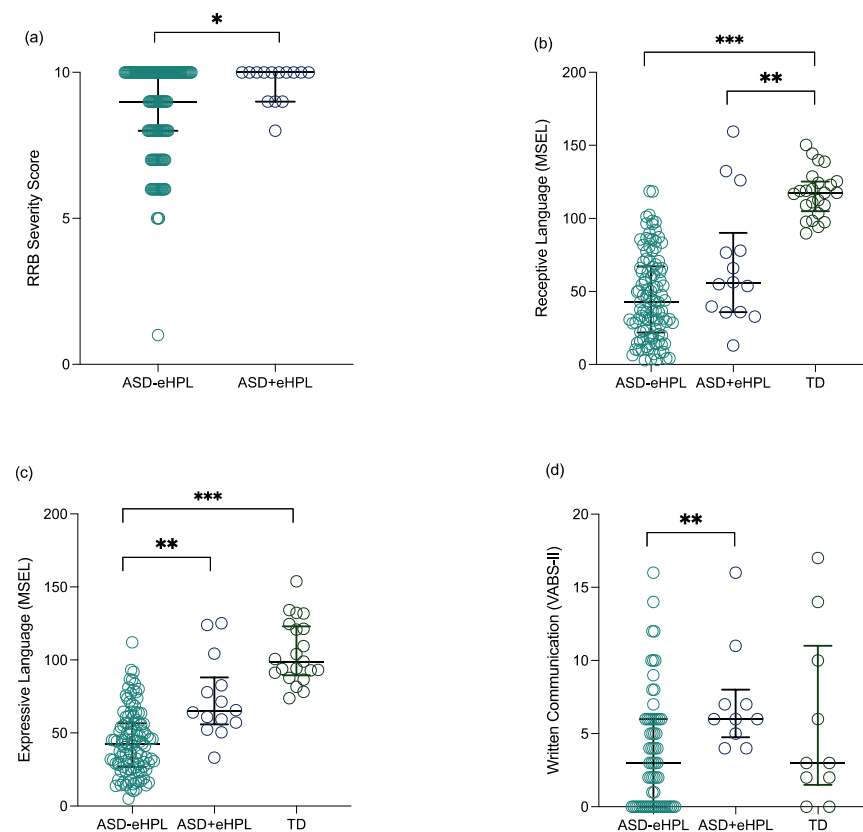 (a)
*
RRB Severity Score
10
5
0
ASD-eHPL
ASD+eHPL
(b)
***
**
Receptive Language (MSEL)
200
150
100
50
0
ASD-eHPL
ASD+eHPL
TD
(c)
***
**
Expressive Language (MSEL)
200
150
100
50
0
ASD-eHPL
ASD+eHPL
TD
(d)
**
Written Communication (VABS-II)
20
15
10
5
0
ASD-eHPL
ASD+eHPL
TD